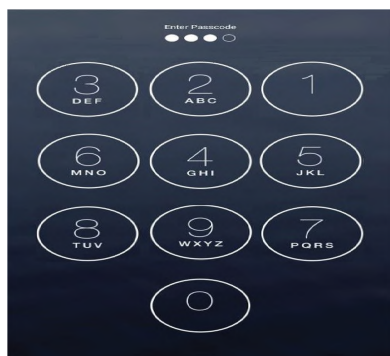 Enter Passcode
3 2 1
DEF ABC
6 4 5
MNO GHI JKL
8 9 7
TUV WXYZ PQRS
0